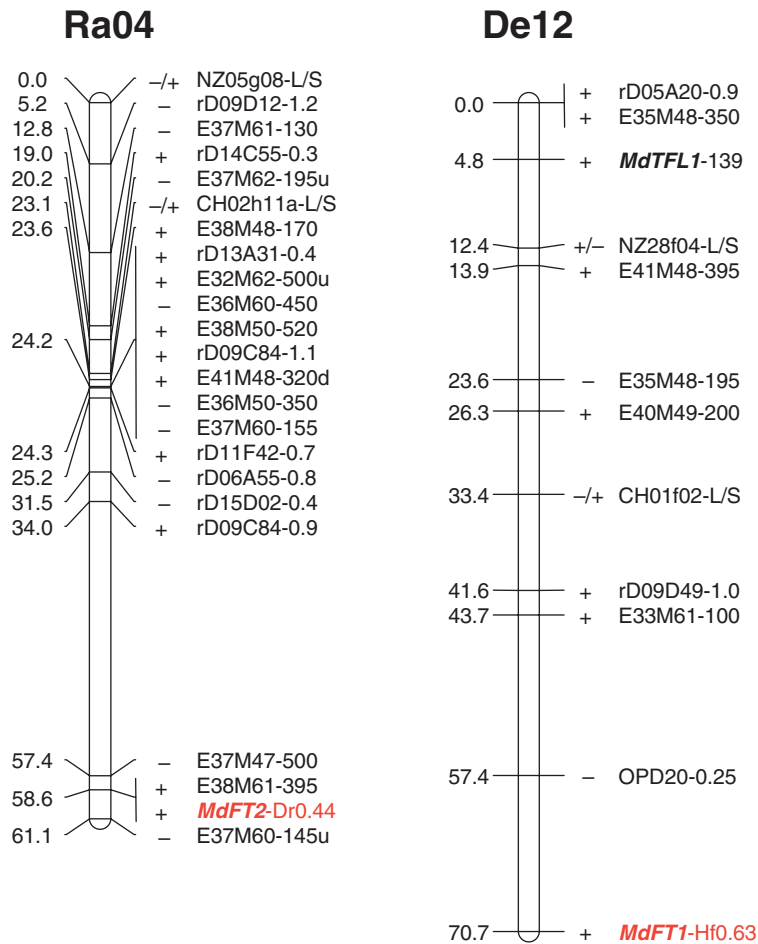 Ra04
0.0 –/+ NZ05g08-L/S
5.2 – rD09D12-1.2
12.8 – E37M61-130
19.0 + rD14C55-0.3
20.2 – E37M62-195u
23.1 –/+ CH02h11a-L/S
23.6 + E38M48-170
+ rD13A31-0.4
+ E32M62-500u
– E36M60-450
24.2 + E38M50-520
+ rD09C84-1.1
+ E41M48-320d
– E36M50-350
– E37M60-155
24.3 + rD11F42-0.7
25.2 – rD06A55-0.8
31.5 – rD15D02-0.4
34.0 + rD09C84-0.9
57.4 – E37M47-500
58.6 + E38M61-395
+ MdFT2-Dr0.44
61.1 – E37M60-145u
De12
0.0 + rD05A20-0.9
+ E35M48-350
4.8 + MdTFL1-139
12.4 +/– NZ28f04-L/S
13.9 + E41M48-395
23.6 – E35M48-195
26.3 + E40M49-200
33.4 –/+ CH01f02-L/S
41.6 + rD09D49-1.0
43.7 + E33M61-100
57.4 – OPD20-0.25
70.7 + MdFT1-Hf0.63